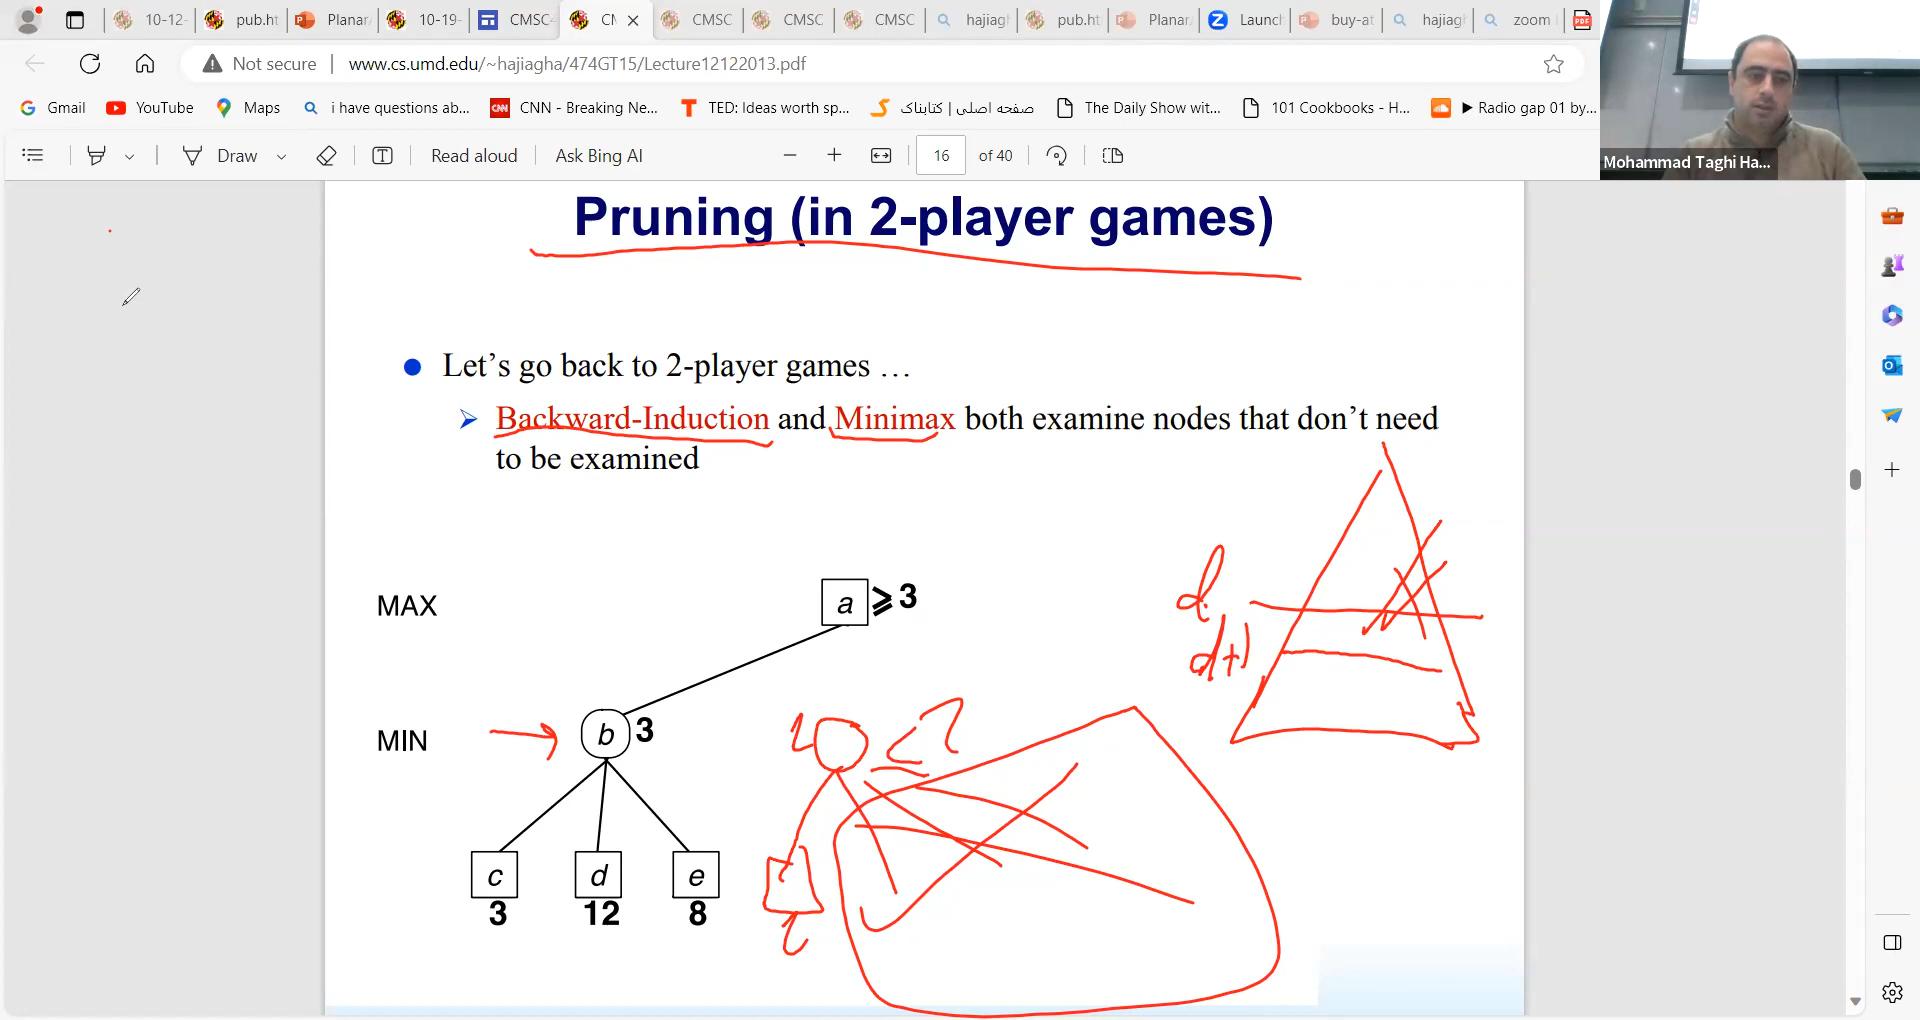 10-12-
pub.ht
Planar
10-19-
CMSC
CM
CMSC
CMSC
CMSC
hajiagh
pub.ht
Planar
Launch
buy-at
hajiagh
zoom
Not secure | www.cs.umd.edu/~hajiagha/474GT15/Lecture12122013.pdf
Gmail
YouTube
Maps
i have questions ab...
CNN - Breaking Ne...
TED: Ideas worth sp...
صفحه اصلی | کتابناک
The Daily Show wit...
101 Cookbooks - H...
Radio gap 01 by...
Draw
Read aloud
Ask Bing AI
16 of 40
Mohammad Taghi Ha...
Pruning (in 2-player games)
Let's go back to 2-player games …
Backward-Induction and Minimax both examine nodes that don't need
to be examined
MAX
a ⩾ 3
d
d+1
MIN
b 3
≤ 2
c d e
3 12 8